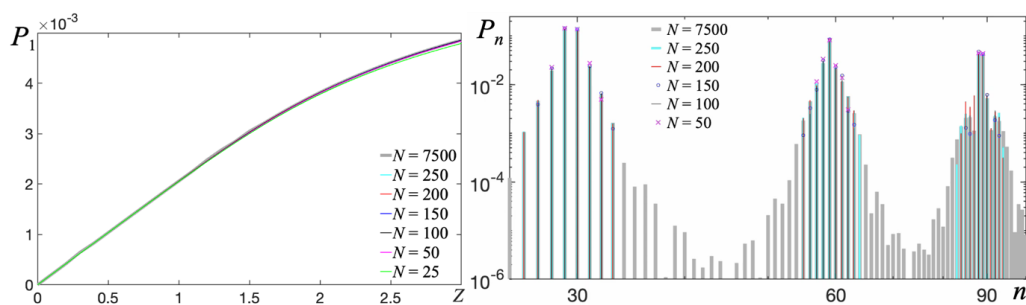 P₁
×10⁻³
5
4
3
2
1
0
N = 7500
N = 250
N = 200
N = 150
N = 100
N = 50
N = 25
0 0.5 1 1.5 2 2.5 Z
Pₙ
10⁻²
10⁻⁴
10⁻⁶
N = 7500
N = 250
N = 200
N = 150
N = 100
N = 50
30 60 90 n